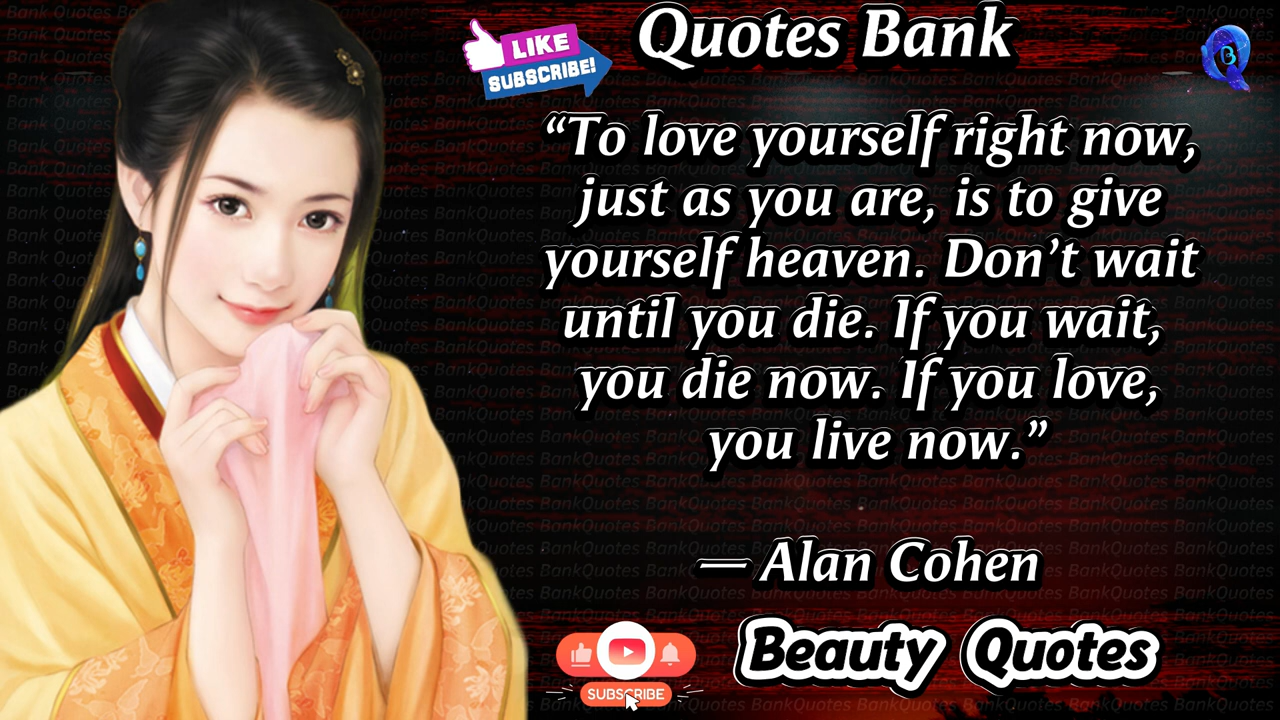 LIKE
SUBSCRIBE!
Quotes Bank
B
“To love yourself right now,
just as you are, is to give
yourself heaven. Don’t wait
until you die. If you wait,
you die now. If you love,
you live now.”
— Alan Cohen
SUBSCRIBE
Beauty Quotes